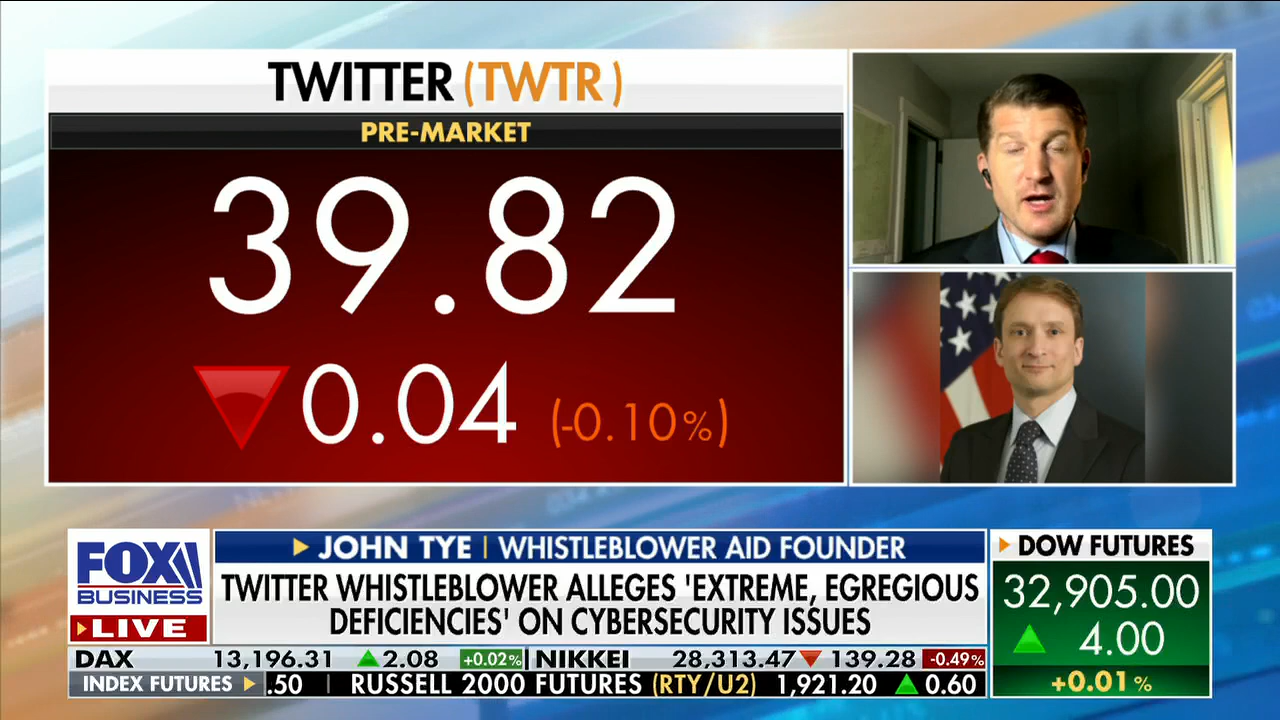 TWITTER (TWTR)
PRE-MARKET
39.82
0.04 (-0.10%)
FOX
BUSINESS
LIVE
JOHN TYE | WHISTLEBLOWER AID FOUNDER
TWITTER WHISTLEBLOWER ALLEGES 'EXTREME, EGREGIOUS
DEFICIENCIES' ON CYBERSECURITY ISSUES
DOW FUTURES
32,905.00
4.00
+0.01%
DAX 13,196.31 2.08 +0.02% NIKKEI 28,313.47 139.28 -0.49%
INDEX FUTURES .50 | RUSSELL 2000 FUTURES (RTY/U2) 1,921.20 0.60